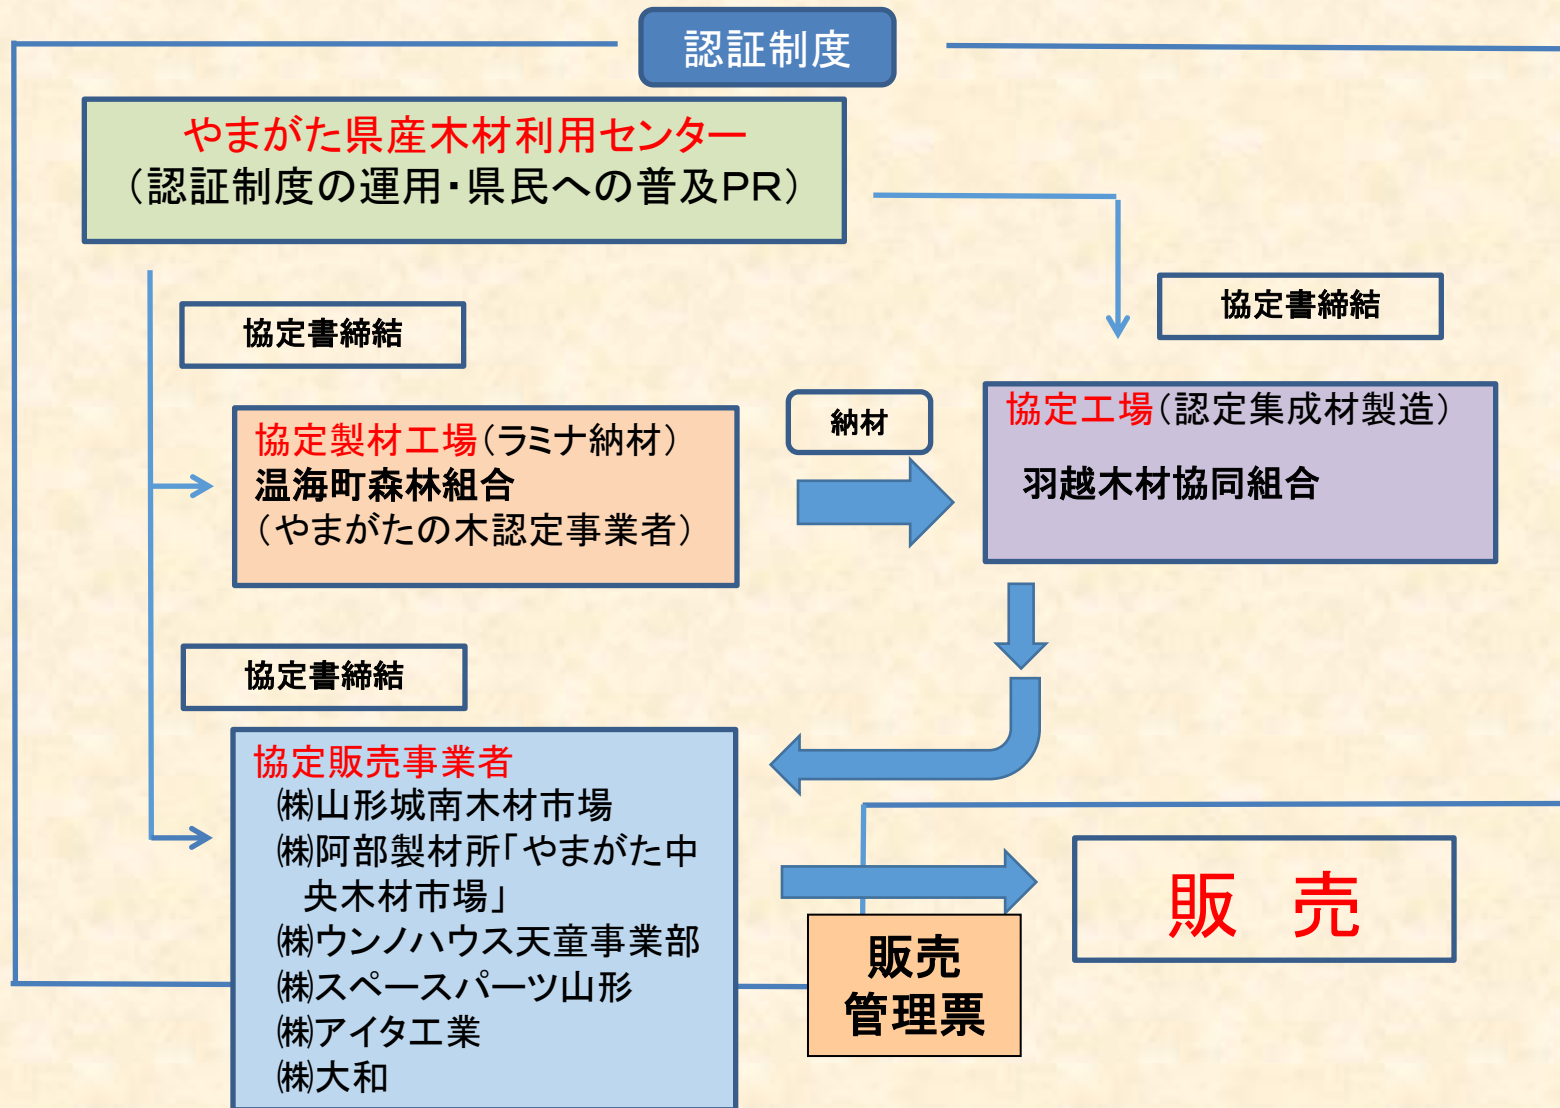 認証制度
やまがた県産木材利用センター
（認証制度の運用・県民への普及PR）
協定書締結
協定書締結
協定製材工場（ラミナ納材）
温海町森林組合
（やまがたの木認定事業者）
納材
協定工場（認定集成材製造）
羽越木材協同組合
協定書締結
協定販売事業者
㈱山形城南木材市場
㈱阿部製材所「やまがた中
央木材市場」
㈱ウンノハウス天童事業部
㈱スペースパーツ山形
㈱アイタ工業
㈱大和
販売
管理票
販　売